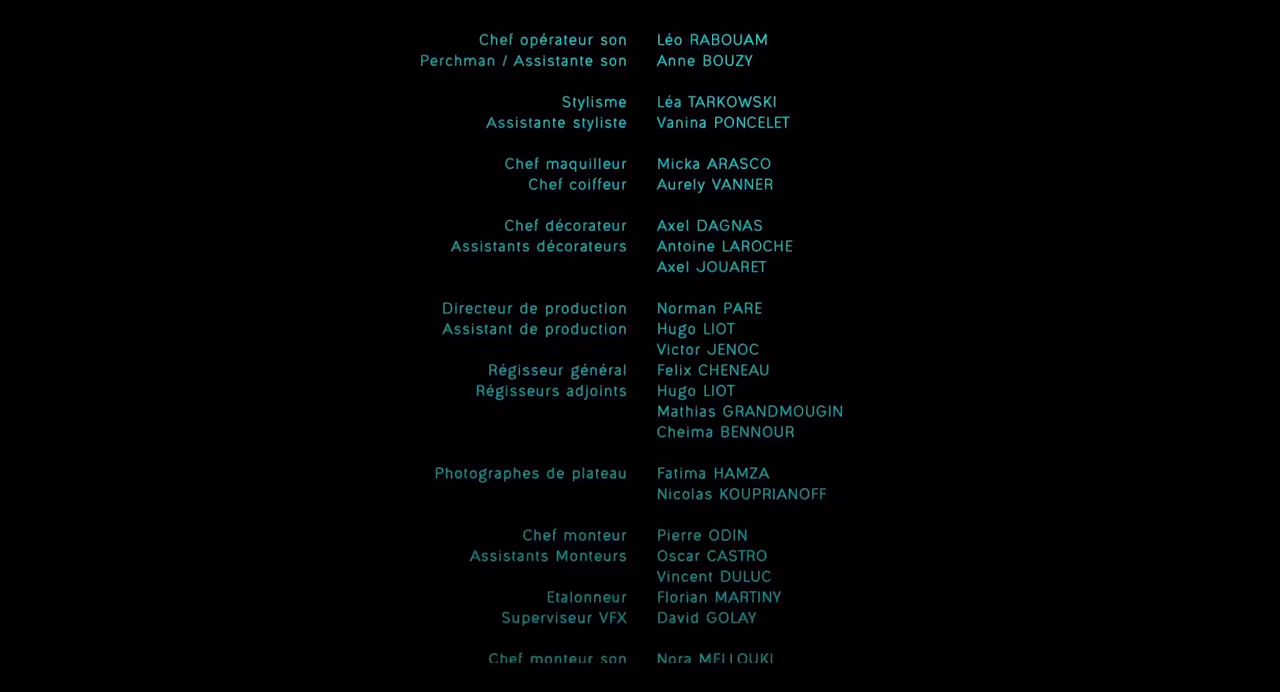 Chef opérateur son Léo RABOUAM
Perchman / Assistante son Anne BOUZY
Stylisme Léa TARKOWSKI
Assistante styliste Vanina PONCELET
Chef maquilleur Micka ARASCO
Chef coiffeur Aurely VANNER
Chef décorateur Axel DAGNAS
Assistants décorateurs Antoine LAROCHE
Axel JOUARET
Directeur de production Norman PARE
Assistant de production Hugo LIOT
Victor JENOC
Régisseur général Felix CHENEAU
Régisseurs adjoints Hugo LIOT
Mathias GRANDMOUGIN
Cheima BENNOUR
Photographes de plateau Fatima HAMZA
Nicolas KOUPRIANOFF
Chef monteur Pierre ODIN
Assistants Monteurs Oscar CASTRO
Vincent DULUC
Etalonneur Florian MARTINY
Superviseur VFX David GOLAY
Chef monteur son Nora MELLOUKI